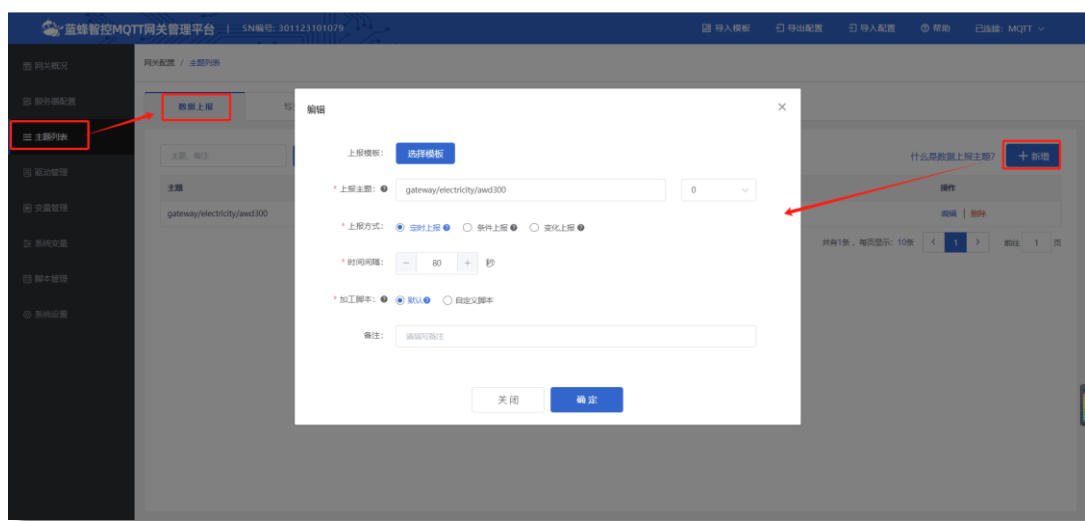 蓝蜂智控MQTT网关管理平台 | SN编号: 301123101079 导入模板 导出配置 导入配置 帮助 已连接: MQTT
网关概况
网关配置 / 主题列表
服务器配置
数据上报
编辑
主题列表
上报模板: 选择模板
主题、备注
什么是数据上报主题? + 新增
驱动管理
* 上报主题: gateway/electricity/awd300 0
主题 操作
变量管理
gateway/electricity/awd300 编辑 | 删除
* 上报方式: 定时上报 条件上报 变化上报
系统变量
共有1条, 每页显示: 10条 < 1 > 前往 1 页
* 时间间隔: − 80 + 秒
脚本管理
* 加工脚本: 默认 自定义脚本
系统设置
备注: 请填写备注
关闭 确定